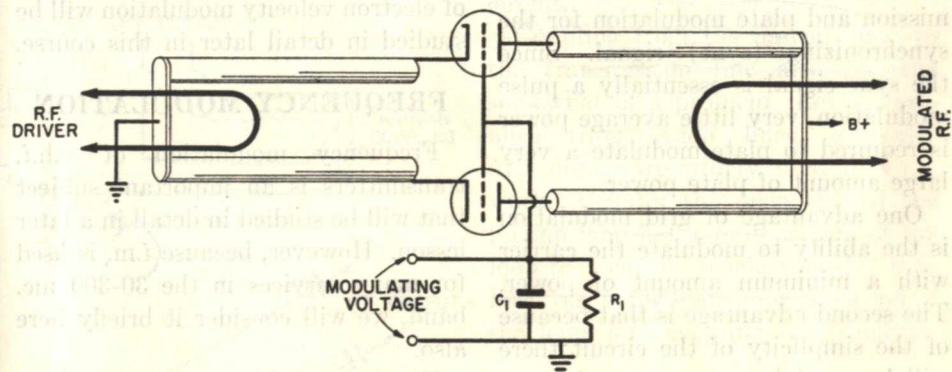 mission and plate modulation for the
synchronizing
essentially a pulse
modulation very little average power
is required to plate modulate a very
large amount of plate power
One advantage of grid modulation
is the ability to modulate the carrier
with a minimum amount of power.
The second advantage is that because
of the simplicity of the circuit there
of electron velocity modulation will be
studied in detail later in this course.
FREQUENCY MODULATION
Frequency modulation of
transmitters is an important subject
that will be studied in detail in a later
lesson. However, because f.m. is used
for services in the 30-300 mc.
band, we will consider it briefly here
also.
R.F.
DRIVER
B+
MODULATED
R.F.
MODULATING
VOLTAGE
C1
R1